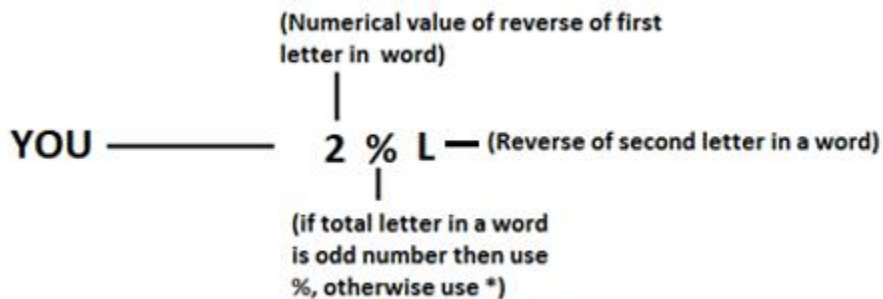 (Numerical value of reverse of first
letter in word)
YOU 2 % L (Reverse of second letter in a word)
(if total letter in a word
is odd number then use
%, otherwise use *)